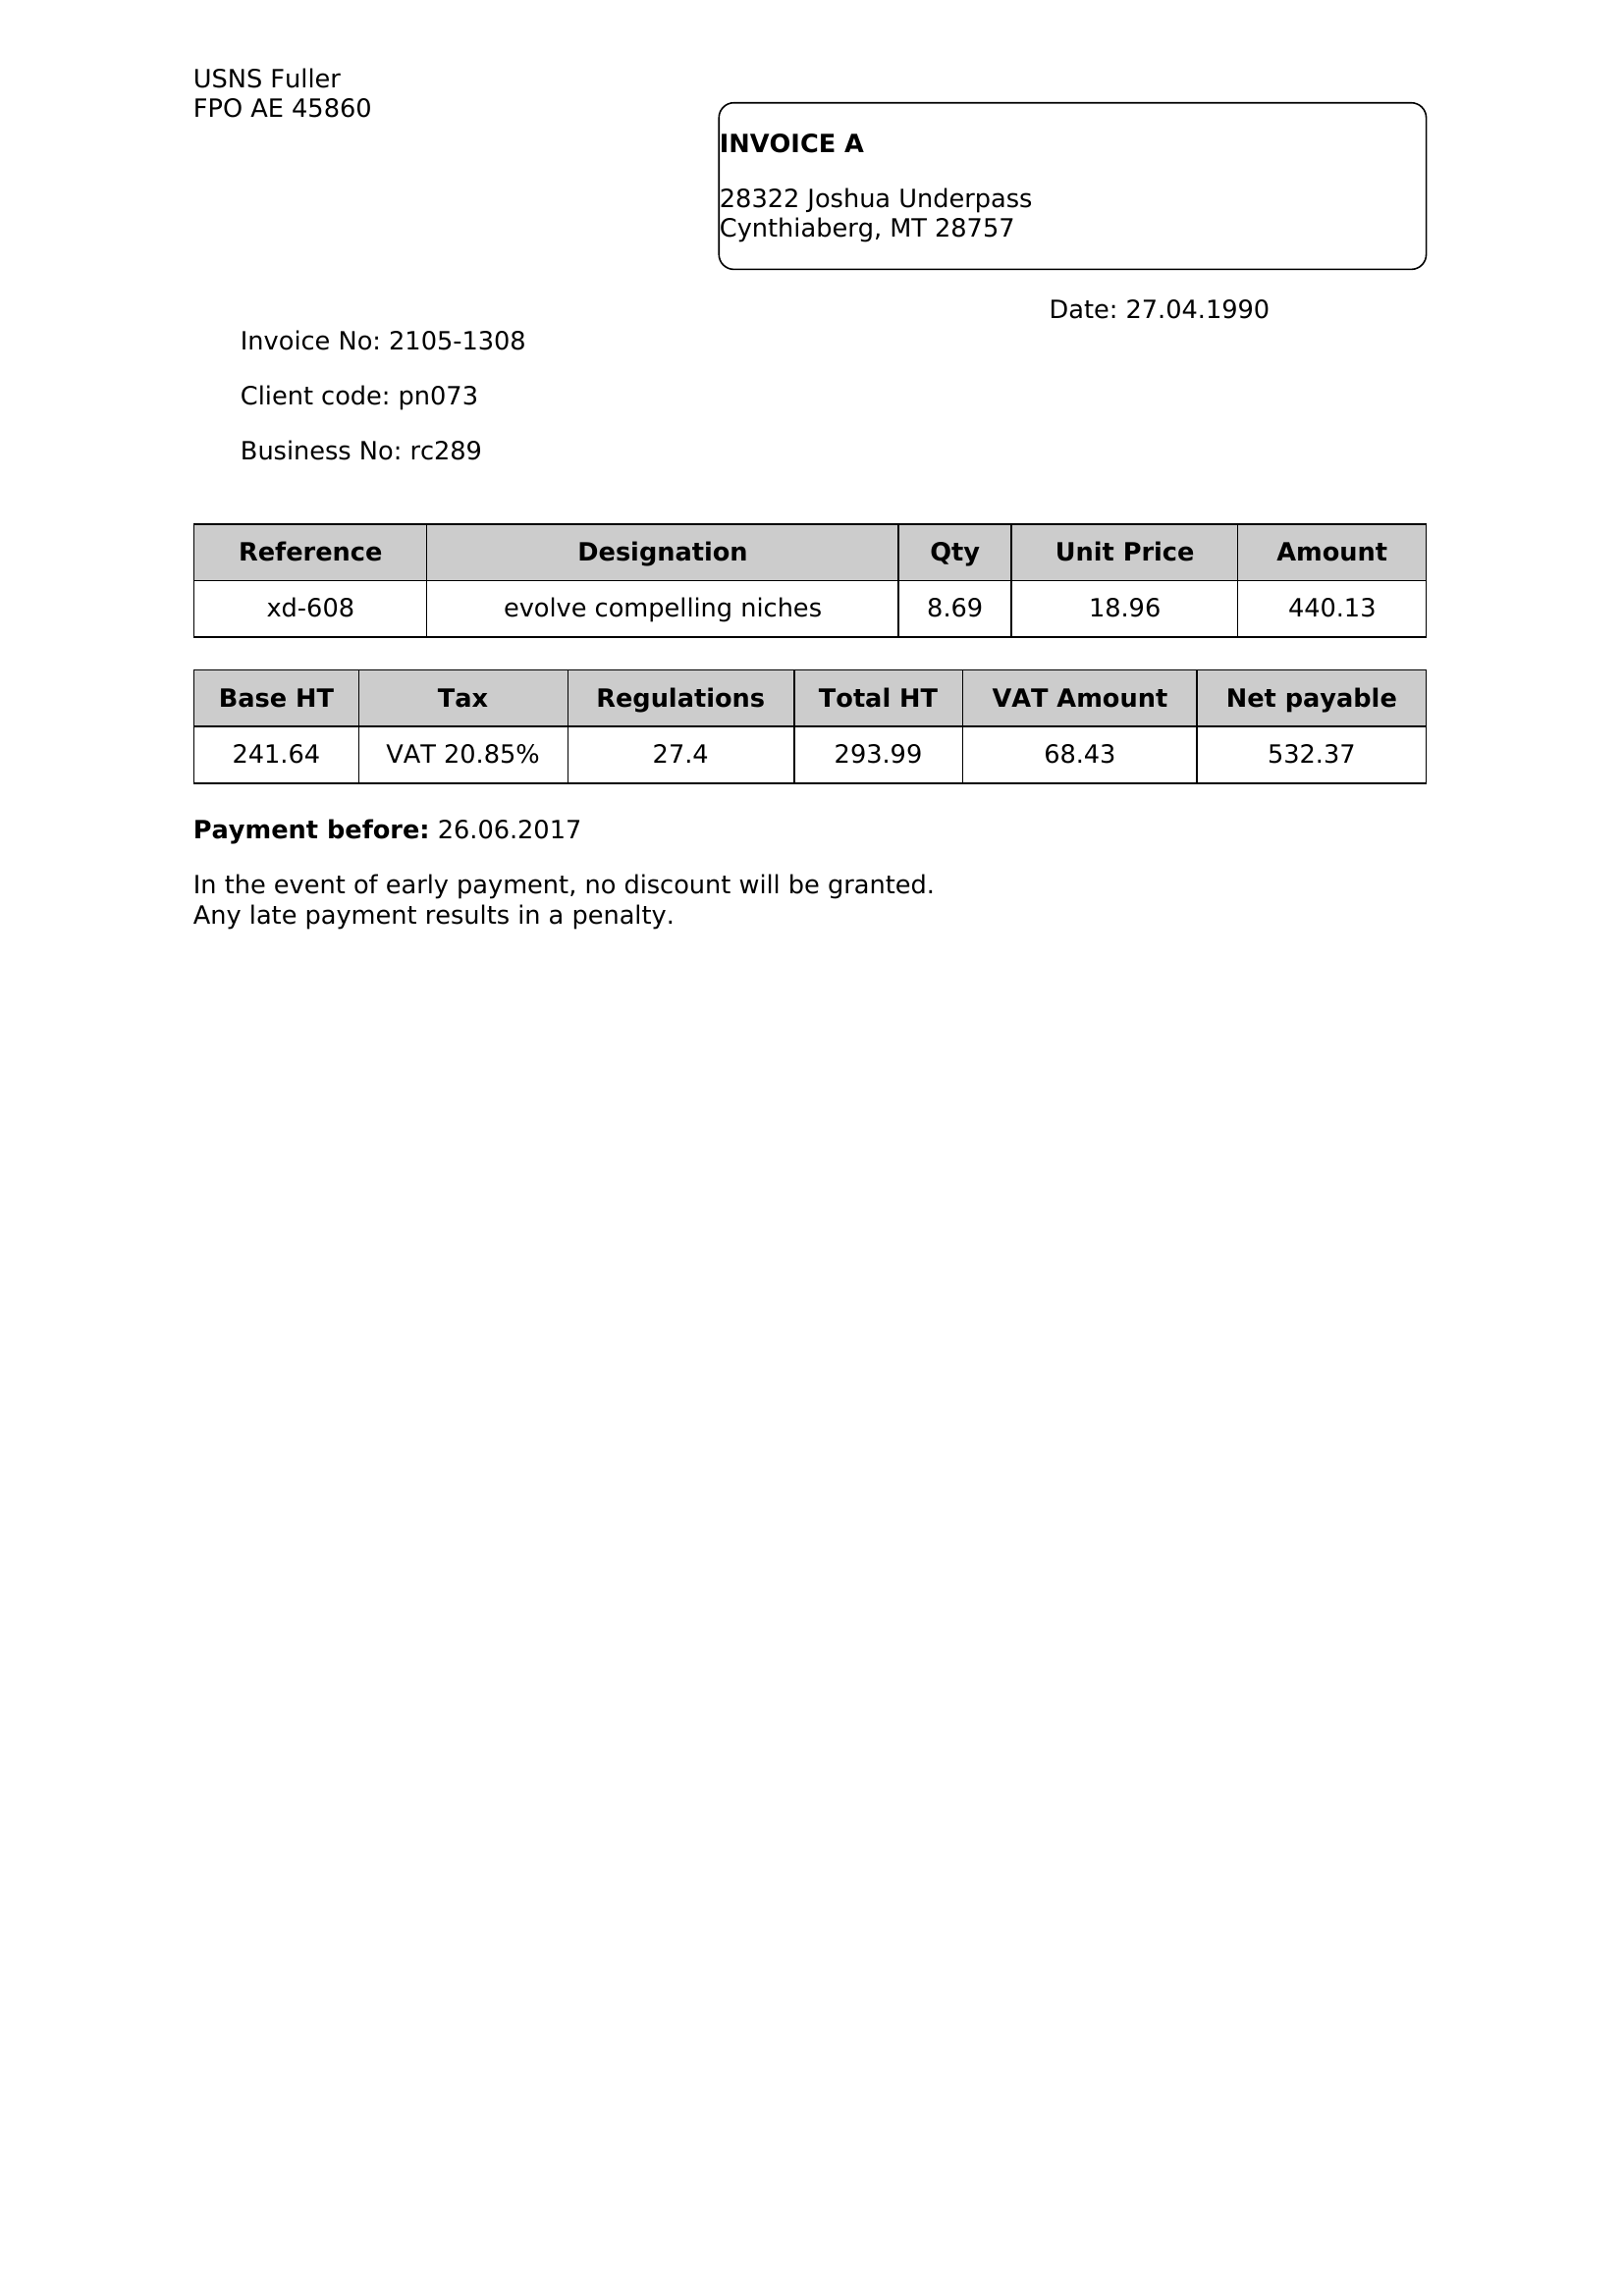 USNS Fuller
FPO AE 45860
INVOICE A
28322 Joshua Underpass
Cynthiaberg, MT 28757
Date: 27.04.1990
Invoice No: 2105-1308
Client code: pn073
Business No: rc289
Reference Designation Qty Unit Price Amount
xd-608 evolve compelling niches 8.69 18.96 440.13
Base HT Tax Regulations Total HT VAT Amount Net payable
241.64 VAT 20.85% 27.4 293.99 68.43 532.37
Payment before: 26.06.2017
In the event of early payment, no discount will be granted.
Any late payment results in a penalty.